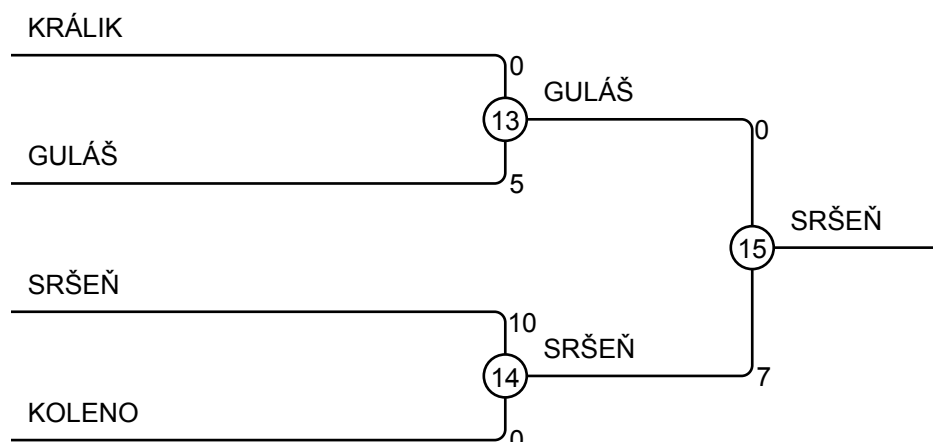 KRÁLIK
0
GULÁŠ
13
0
GULÁŠ
5
SRŠEŇ
15
SRŠEŇ
10
SRŠEŇ
14
7
KOLENO
0